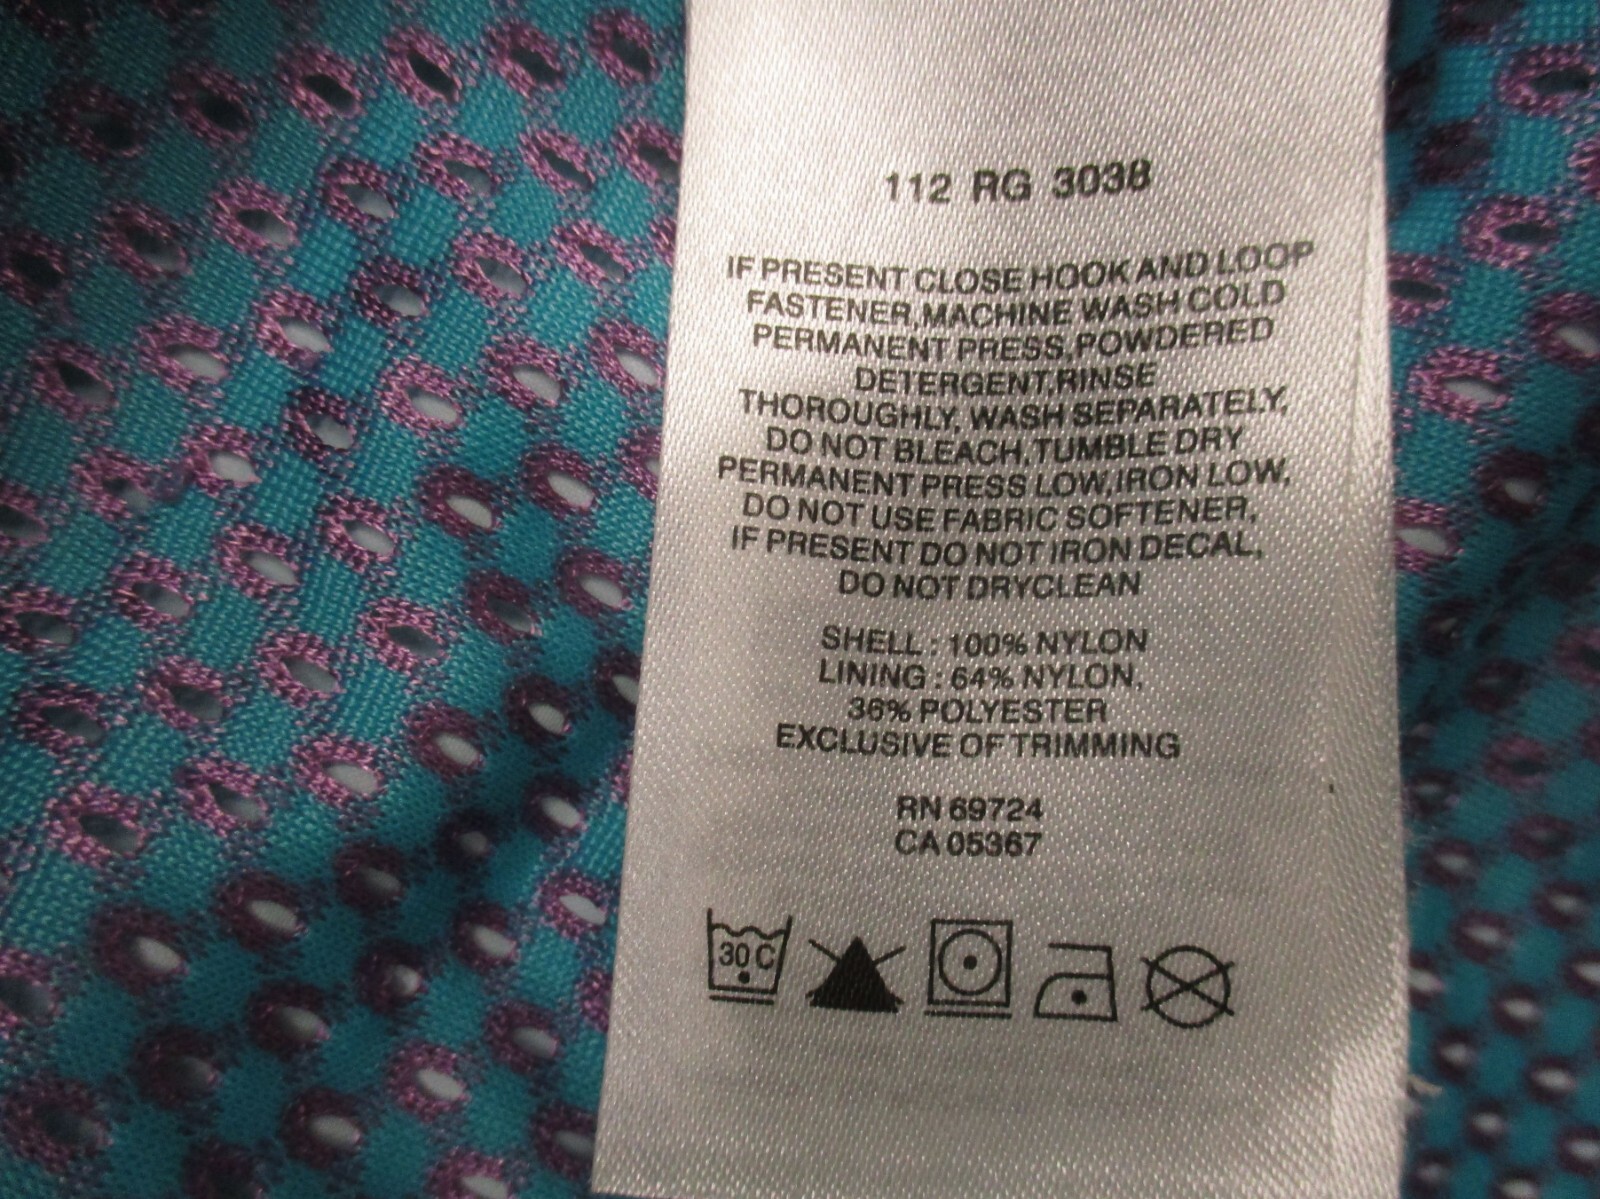 112 RG 3038
IF PRESENT CLOSE HOOK AND LOOP
FASTENER,MACHINE WASH COLD
PERMANENT PRESS,POWDERED
DETERGENT,RINSE
THOROUGHLY, WASH SEPARATELY,
DO NOT BLEACH,TUMBLE DRY
PERMANENT PRESS LOW,IRON LOW,
DO NOT USE FABRIC SOFTENER,
IF PRESENT DO NOT IRON DECAL,
DO NOT DRYCLEAN
SHELL : 100% NYLON
LINING : 64% NYLON,
36% POLYESTER
EXCLUSIVE OF TRIMMING
RN 69724
CA 05367
30 C